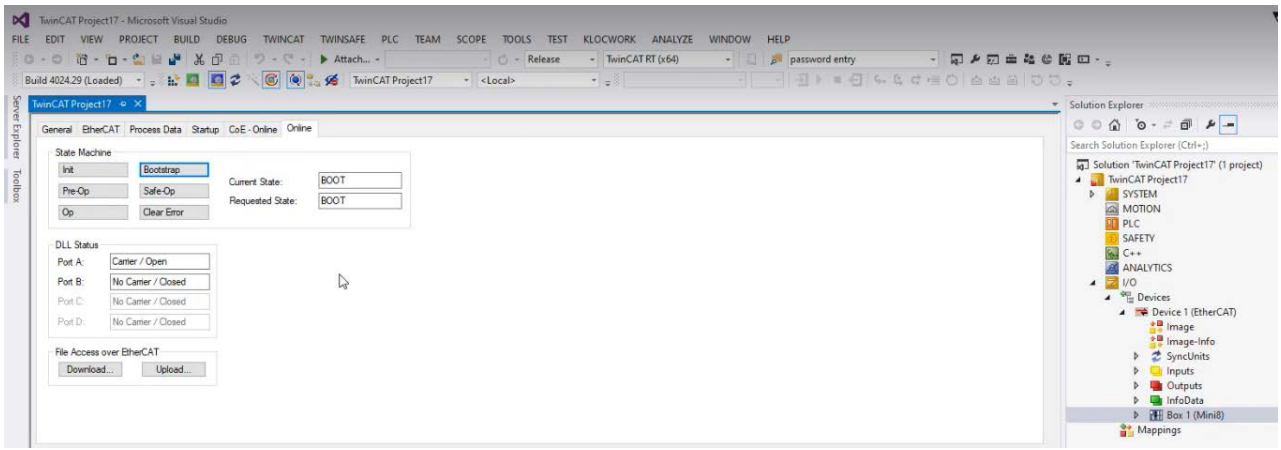 TwinCAT Project17 - Microsoft Visual Studio
FILE EDIT VIEW PROJECT BUILD DEBUG TWINCAT TWINSAFE PLC TEAM SCOPE TOOLS TEST KLOCWORK ANALYZE WINDOW HELP
Attach... Release TwinCAT RT (x64) password entry
Build 4024.29 (Loaded) TwinCAT Project17 <Local>
Server Explorer
Toolbox
TwinCAT Project17
General EtherCAT Process Data Startup CoE - Online Online
State Machine
Init Bootstrap
Pre-Op Safe-Op
Op Clear Error
Current State: BOOT
Requested State: BOOT
DLL Status
Port A: Carrier / Open
Port B: No Carrier / Closed
Port C: No Carrier / Closed
Port D: No Carrier / Closed
File Access over EtherCAT
Download... Upload...
Solution Explorer
Search Solution Explorer (Ctrl+;)
Solution 'TwinCAT Project17' (1 project)
TwinCAT Project17
SYSTEM
MOTION
PLC
SAFETY
C++
ANALYTICS
I/O
Devices
Device 1 (EtherCAT)
Image
Image-Info
SyncUnits
Inputs
Outputs
InfoData
Box 1 (Mini8)
Mappings